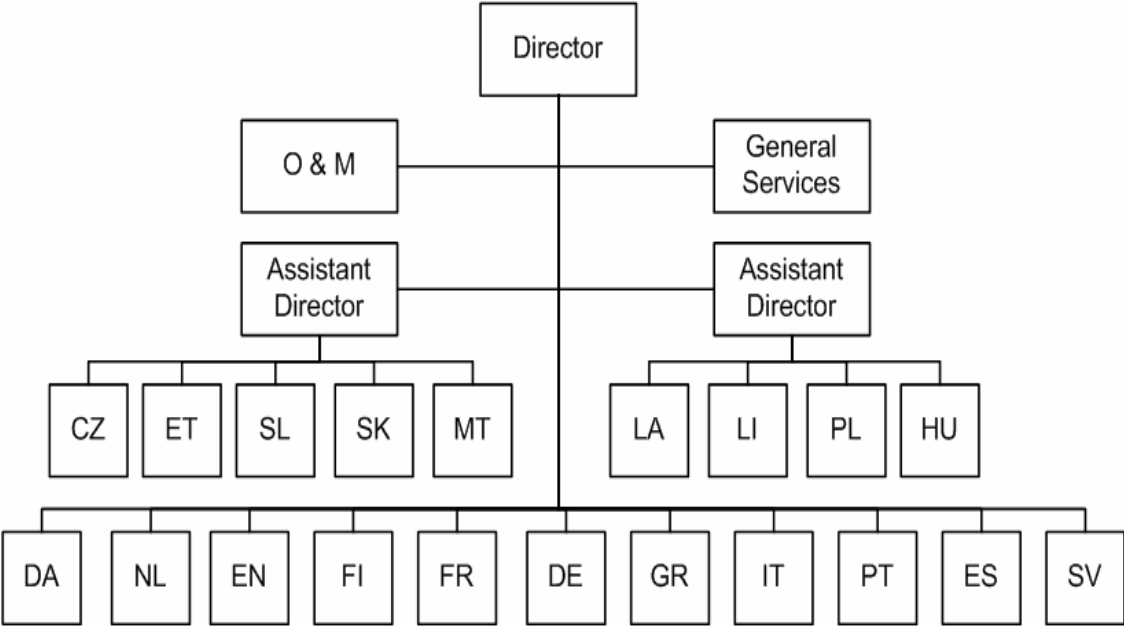 Director
O & M
General
Services
Assistant
Director
Assistant
Director
CZ
ET
SL
SK
MT
LA
LI
PL
HU
DA
NL
EN
FI
FR
DE
GR
IT
PT
ES
SV